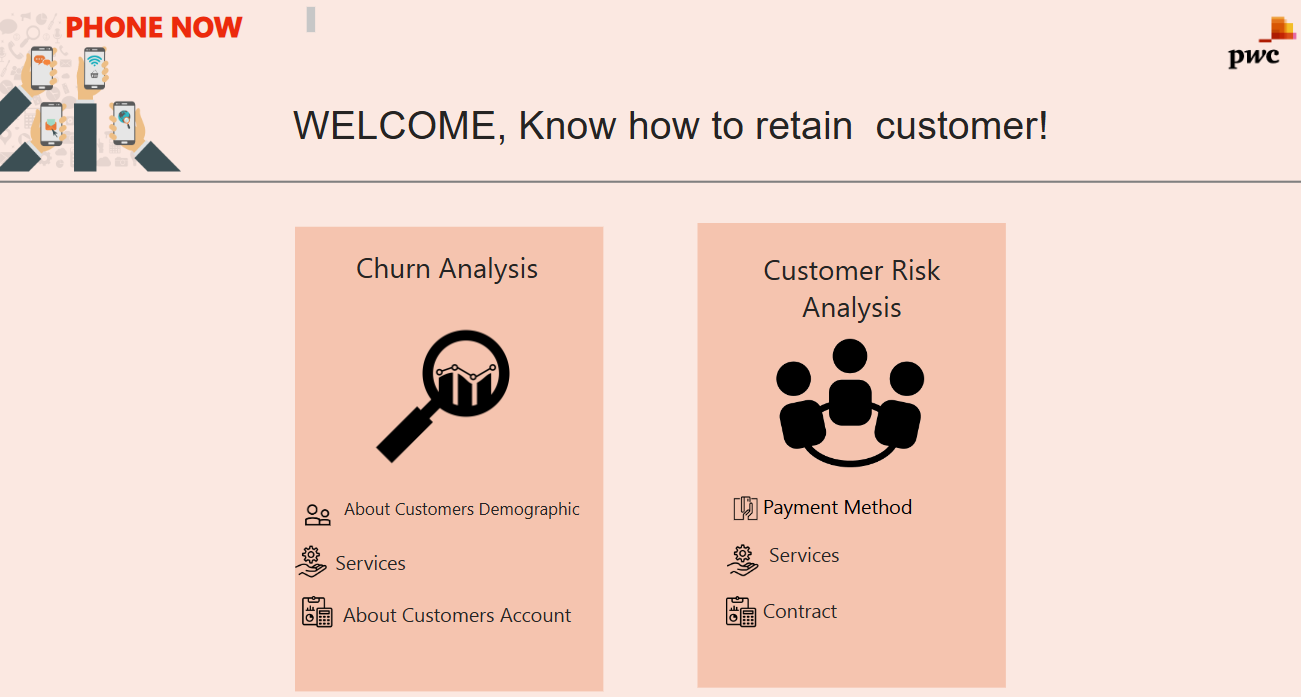 PHONE NOW
pwc
WELCOME, Know how to retain  customer!
Churn Analysis
About Customers Demographic
Services
About Customers Account
Customer Risk
Analysis
Payment Method
Services
Contract